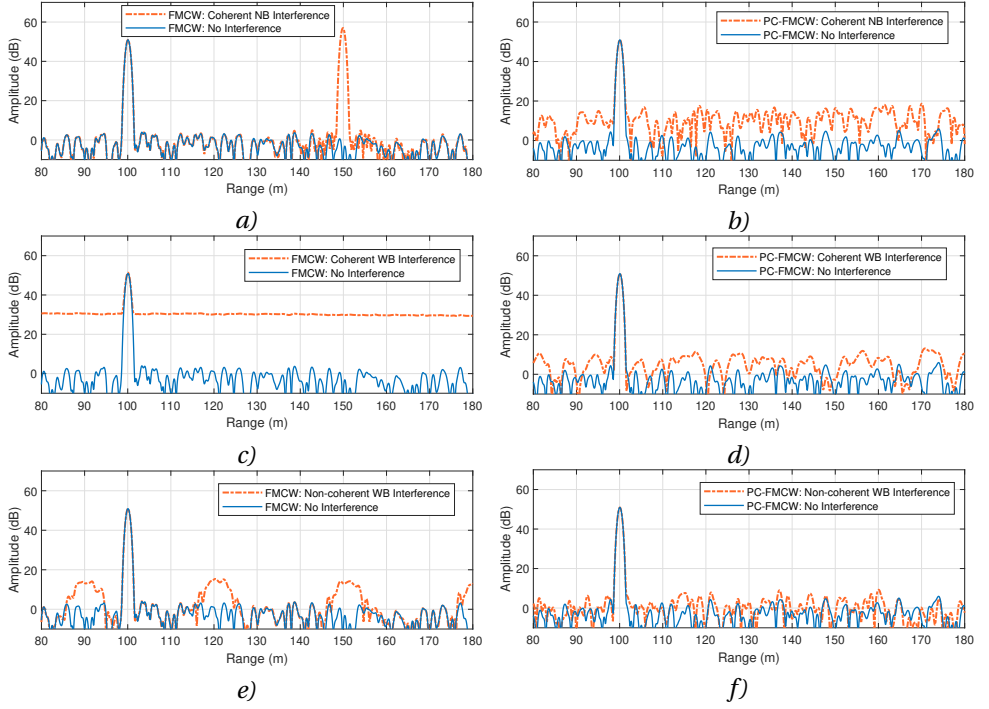 FMCW: Coherent NB Interference
FMCW: No Interference
Amplitude (dB)
60
40
20
0
80 90 100 110 120 130 140 150 160 170 180
Range (m)
a)
PC-FMCW: Coherent NB Interference
PC-FMCW: No Interference
Amplitude (dB)
60
40
20
0
80 90 100 110 120 130 140 150 160 170 180
Range (m)
b)
FMCW: Coherent WB Interference
FMCW: No Interference
Amplitude (dB)
60
40
20
0
80 90 100 110 120 130 140 150 160 170 180
Range (m)
c)
PC-FMCW: Coherent WB Interference
PC-FMCW: No Interference
Amplitude (dB)
60
40
20
0
80 90 100 110 120 130 140 150 160 170 180
Range (m)
d)
FMCW: Non-coherent WB Interference
FMCW: No Interference
Amplitude (dB)
60
40
20
0
80 90 100 110 120 130 140 150 160 170 180
Range (m)
e)
PC-FMCW: Non-coherent WB Interference
PC-FMCW: No Interference
Amplitude (dB)
60
40
20
0
80 90 100 110 120 130 140 150 160 170 180
Range (m)
f)